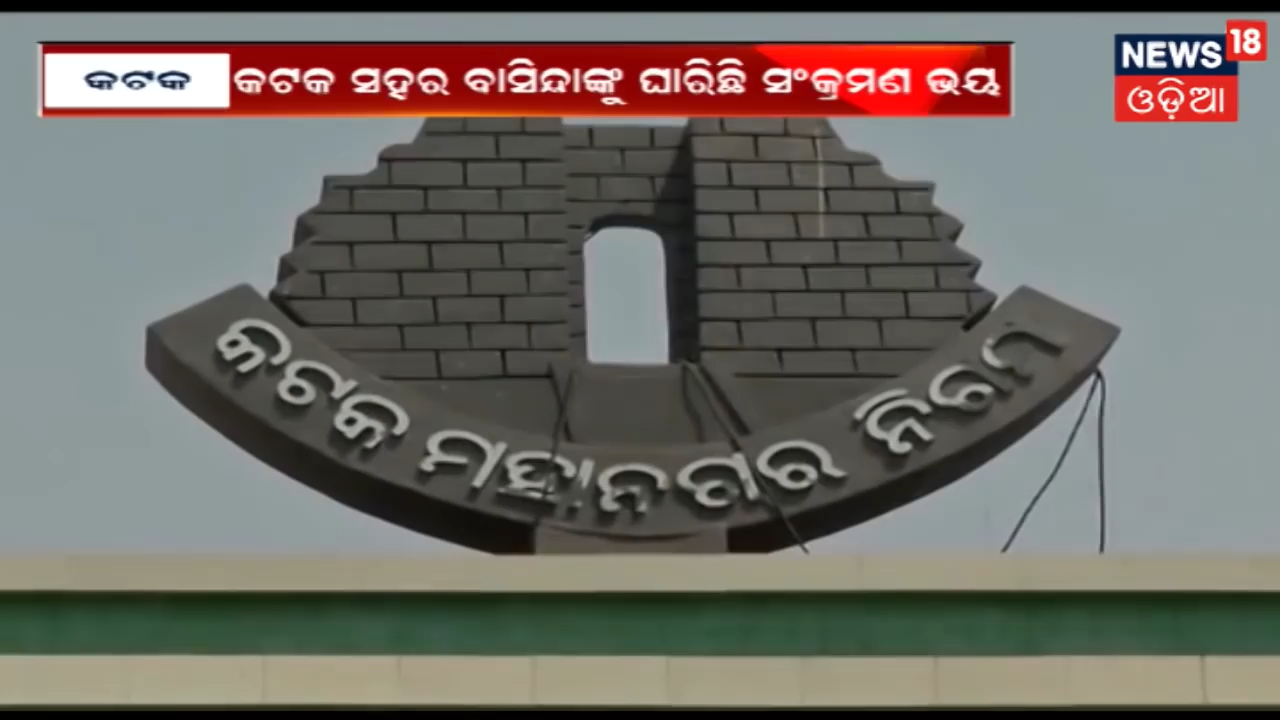 NEWS 18
ଓଡ଼ିଆ
କଟକ କଟକ ସହର ବାସିନ୍ଦାଙ୍କୁ ଘାରିଛି ସଂକ୍ରମଣ ଭୟ
କଟକ ମହାନଗର ନିଗମ